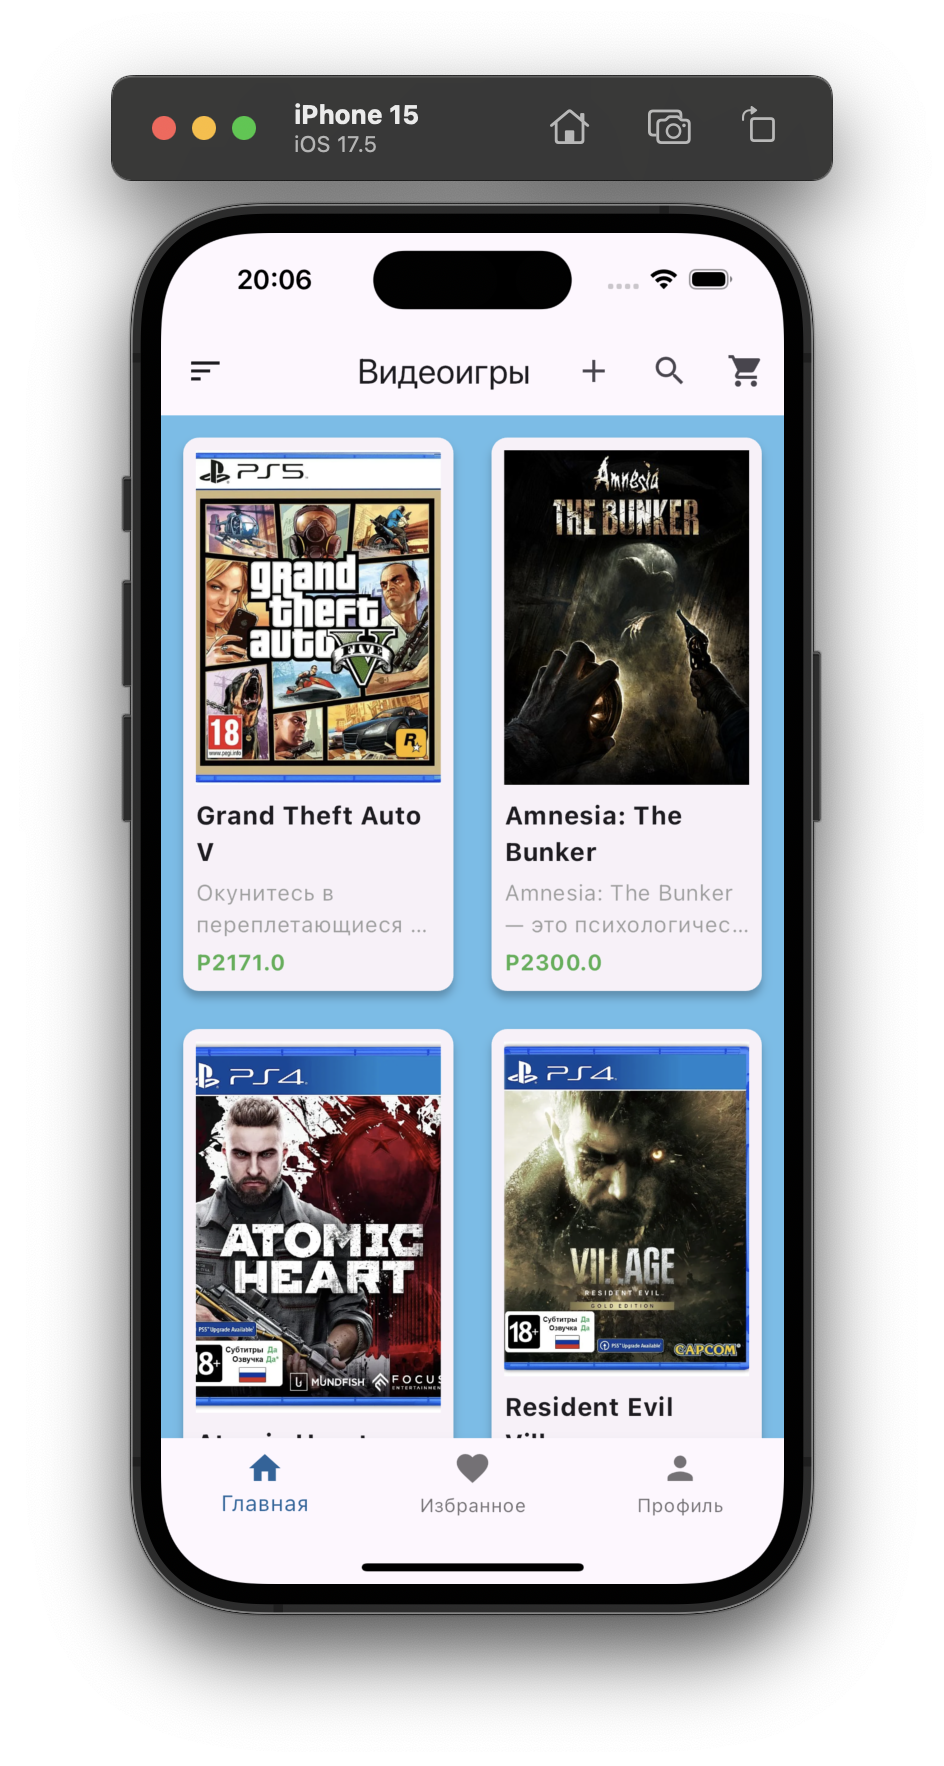 iPhone 15
iOS 17.5
20:06
Видеоигры
PS5
grand
theft
auto
FIVE
18
www.pegi.info
R
Grand Theft Auto
V
Окунитесь в
переплетающиеся ...
P2171.0
Amnesia
THE BUNKER
Amnesia: The
Bunker
Amnesia: The Bunker
— это психологичес...
P2300.0
PS4
ATOMIC
HEART
PS5 Upgrade Available
Субтитры Да
Озвучка Да*
18+
MUNDFISH
FOCUS
ENTERTAINMENT
PS4
VILLAGE
RESIDENT EVIL
GOLD EDITION
18+
Субтитры Да
Озвучка Да
PS5 Upgrade Available
CAPCOM
Resident Evil
Главная
Избранное
Профиль